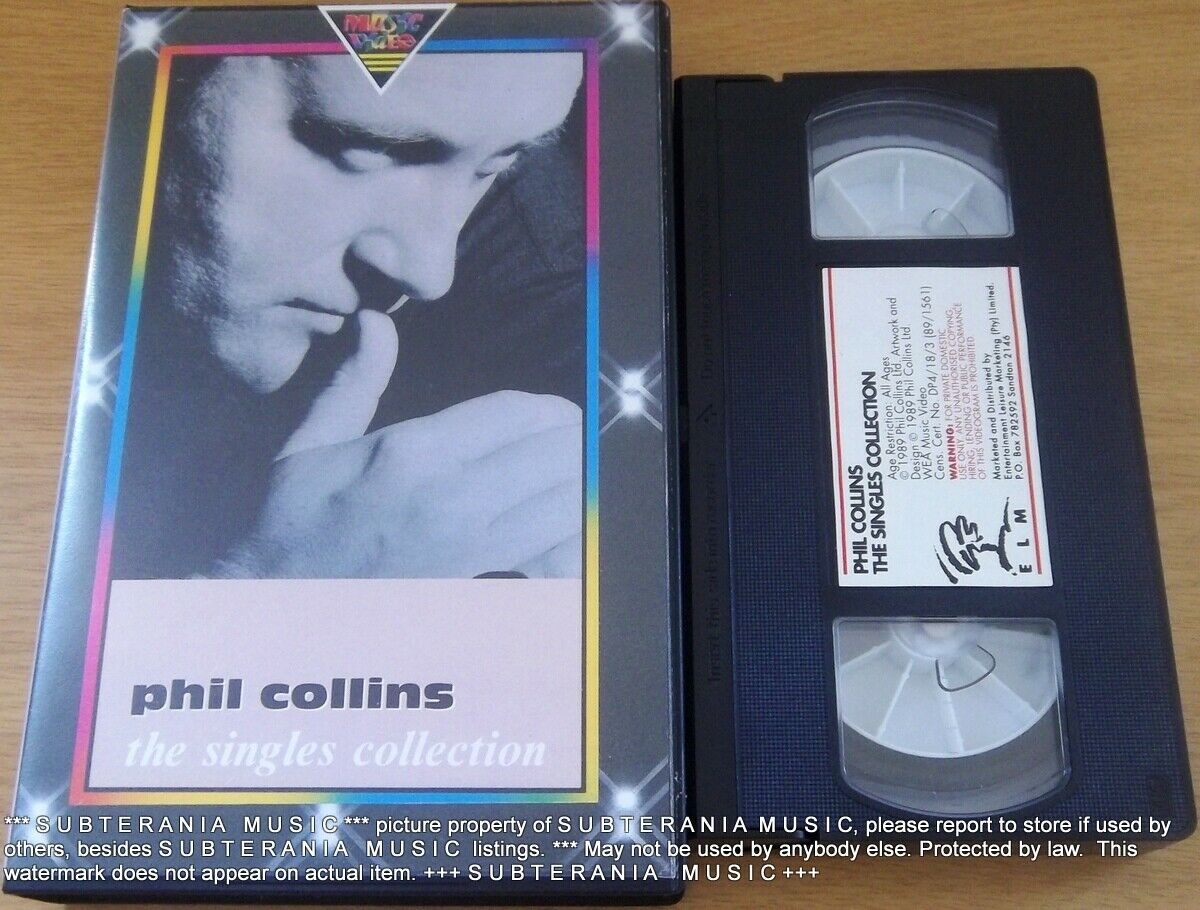 MUSIC
VIDEO
phil collins
the singles collection
PHIL COLLINS
THE SINGLES COLLECTION
Age Restriction: All Ages
© 1989 Phil Collins Ltd. Artwork and
Design © 1989 Phil Collins Ltd
WEA Music Video
Cens. Cert. No. DP4/18/3 (89/1561)
WARNING: FOR PRIVATE DOMESTIC
USE ONLY. ANY UNAUTHORISED COPYING,
HIRING, LENDING OR PUBLIC PERFORMANCE
OF THIS VIDEOGRAM IS PROHIBITED.
Marketed and Distributed by
Entertainment Leisure Marketing (Pty) Limited.
P.O. Box 782592 Sandton 2146
E L M
*** S U B T E R A N I A M U S I C *** picture property of S U B T E R A N I A M U S I C, please report to store if used by
others, besides S U B T E R A N I A M U S I C listings. *** May not be used by anybody else. Protected by law. This
watermark does not appear on actual item. +++ S U B T E R A N I A M U S I C +++